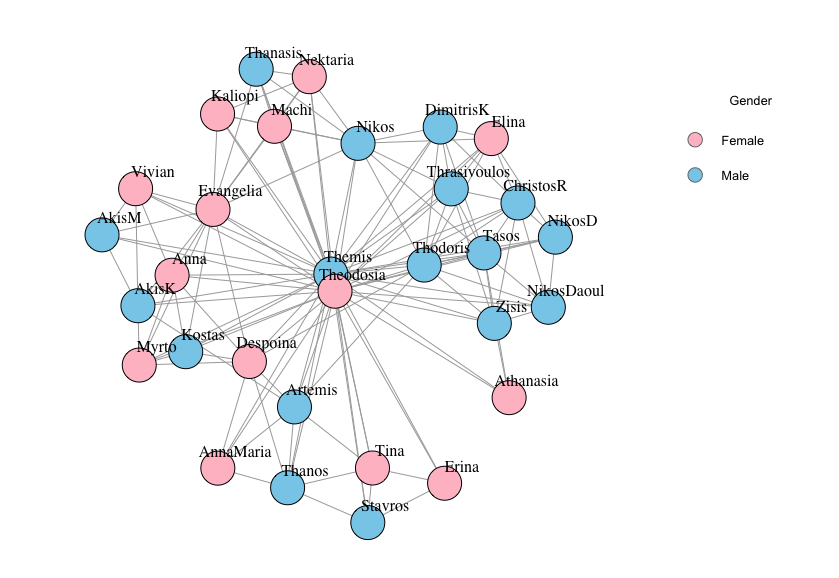 Thanasis
Nektaria
Kaliopi
Machi
DimitrisK
Elina
Nikos
Gender
Female
Male
Vivian
Evangelia
Thrasivoulos
ChristosR
AkisM
NikosD
Tasos
Thodoris
Themis
Anna
Theodosia
AkisK
NikosDaoul
Zisis
Kostas
Myrto
Despoina
Athanasia
Artemis
AnnaMaria
Tina
Thanos
Erina
Stavros